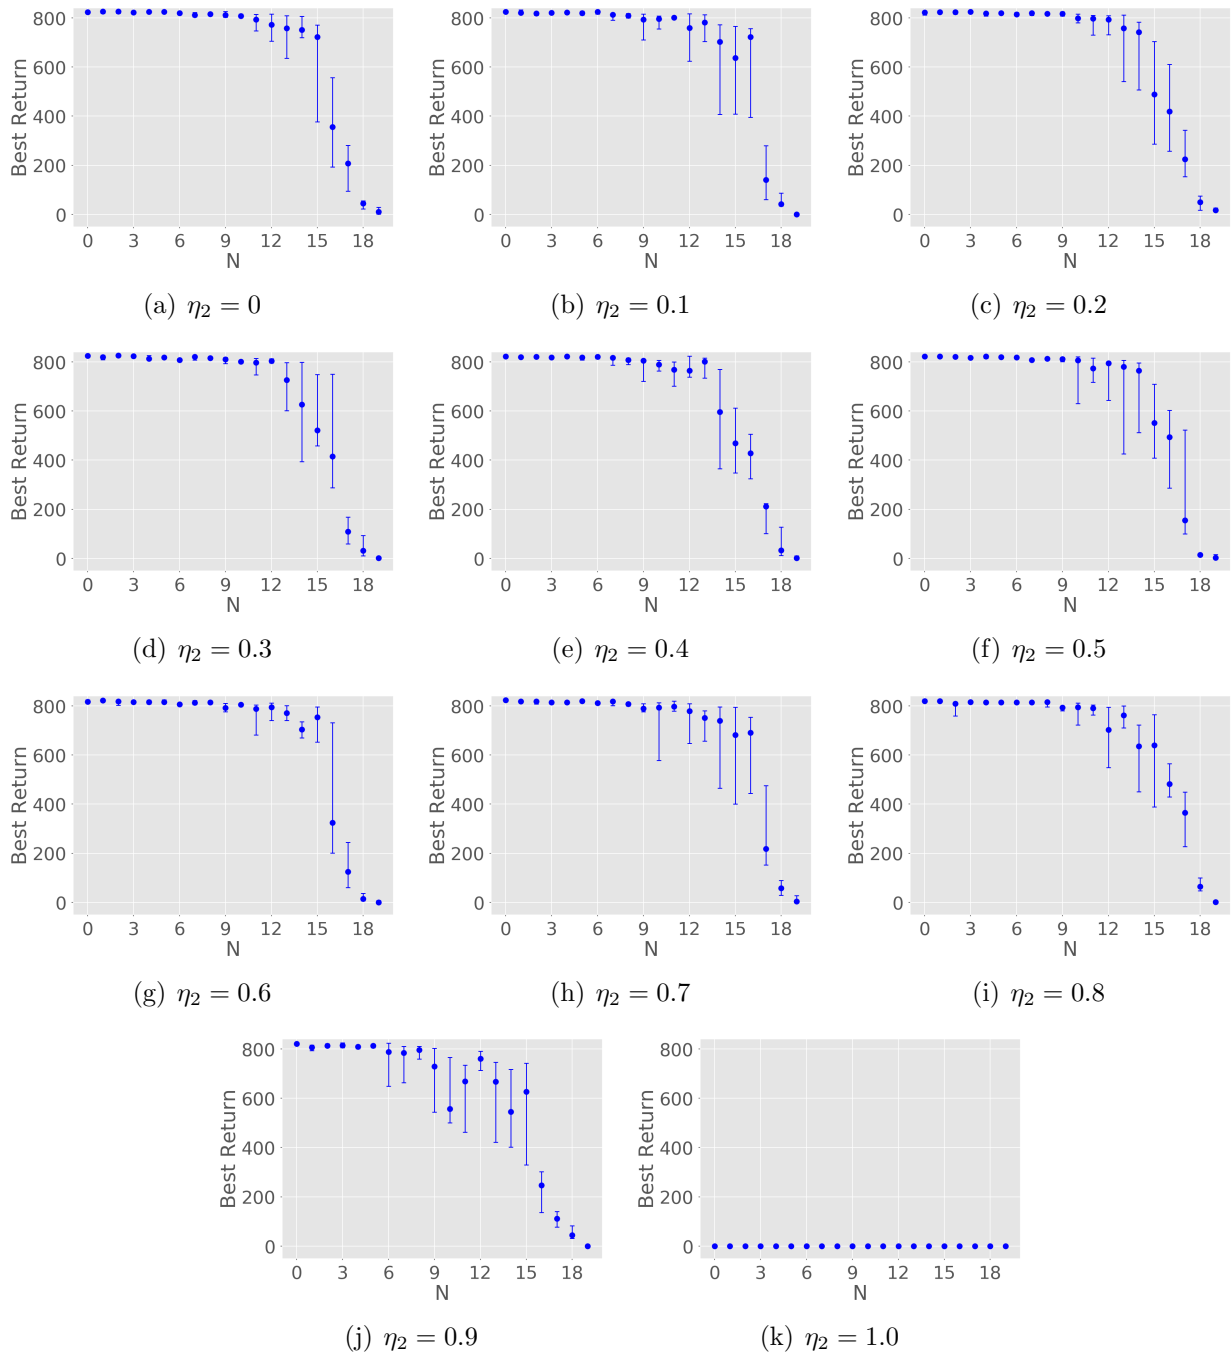 800
600
400
200
0
Best Return
0 3 6 9 12 15 18
N
(a) η₂ = 0
800
600
400
200
0
Best Return
0 3 6 9 12 15 18
N
(b) η₂ = 0.1
800
600
400
200
0
Best Return
0 3 6 9 12 15 18
N
(c) η₂ = 0.2
800
600
400
200
0
Best Return
0 3 6 9 12 15 18
N
(d) η₂ = 0.3
800
600
400
200
0
Best Return
0 3 6 9 12 15 18
N
(e) η₂ = 0.4
800
600
400
200
0
Best Return
0 3 6 9 12 15 18
N
(f) η₂ = 0.5
800
600
400
200
0
Best Return
0 3 6 9 12 15 18
N
(g) η₂ = 0.6
800
600
400
200
0
Best Return
0 3 6 9 12 15 18
N
(h) η₂ = 0.7
800
600
400
200
0
Best Return
0 3 6 9 12 15 18
N
(i) η₂ = 0.8
800
600
400
200
0
Best Return
0 3 6 9 12 15 18
N
(j) η₂ = 0.9
800
600
400
200
0
Best Return
0 3 6 9 12 15 18
N
(k) η₂ = 1.0